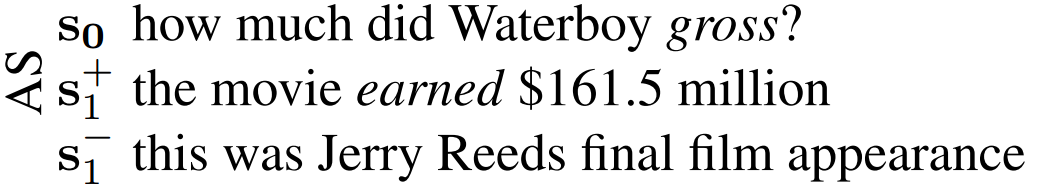 AS
s0 how much did Waterboy gross?
s1+ the movie earned $161.5 million
s1− this was Jerry Reeds final film appearance